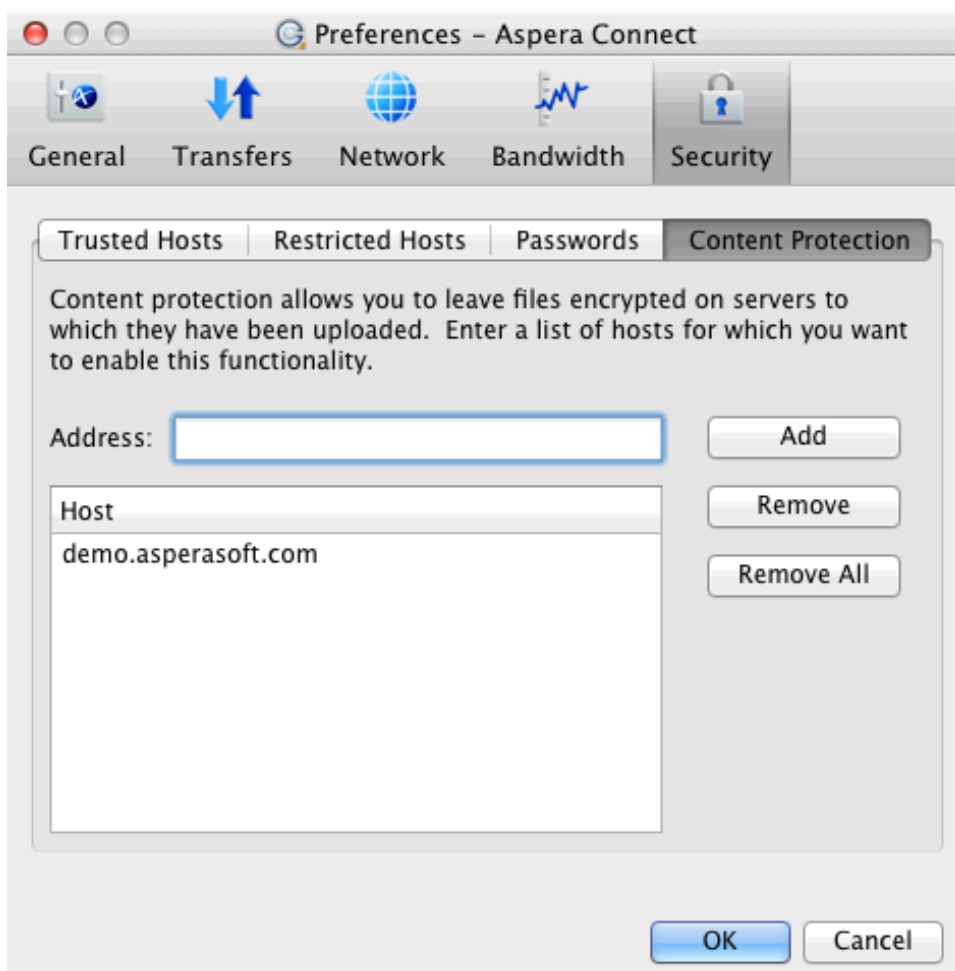 Preferences – Aspera Connect
General Transfers Network Bandwidth Security
Trusted Hosts Restricted Hosts Passwords Content Protection
Content protection allows you to leave files encrypted on servers to
which they have been uploaded.  Enter a list of hosts for which you want
to enable this functionality.
Address: Add
Host Remove
demo.asperasoft.com
Remove All
OK Cancel